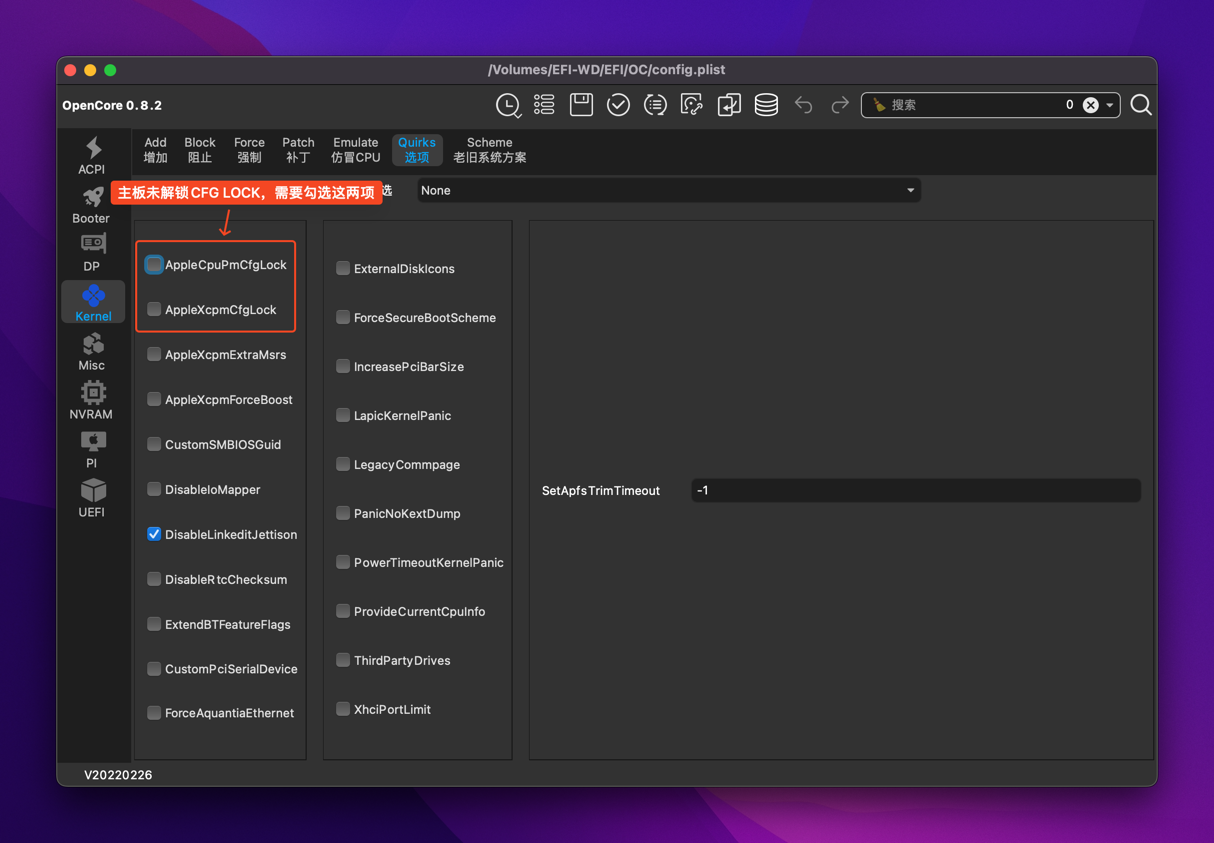 /Volumes/EFI-WD/EFI/OC/config.plist
OpenCore 0.8.2
搜索
0
ACPI
Booter
DP
Kernel
Misc
NVRAM
PI
UEFI
Add
增加
Block
阻止
Force
强制
Patch
补丁
Emulate
仿冒CPU
Quirks
选项
Scheme
老旧系统方案
主板未解锁CFG LOCK，需要勾选这两项
选
None
AppleCpuPmCfgLock
AppleXcpmCfgLock
AppleXcpmExtraMsrs
AppleXcpmForceBoost
CustomSMBIOSGuid
DisableIoMapper
DisableLinkeditJettison
DisableRtcChecksum
ExtendBTFeatureFlags
CustomPciSerialDevice
ForceAquantiaEthernet
ExternalDiskIcons
ForceSecureBootScheme
IncreasePciBarSize
LapicKernelPanic
LegacyCommpage
PanicNoKextDump
PowerTimeoutKernelPanic
ProvideCurrentCpuInfo
ThirdPartyDrives
XhciPortLimit
SetApfsTrimTimeout
-1
V20220226